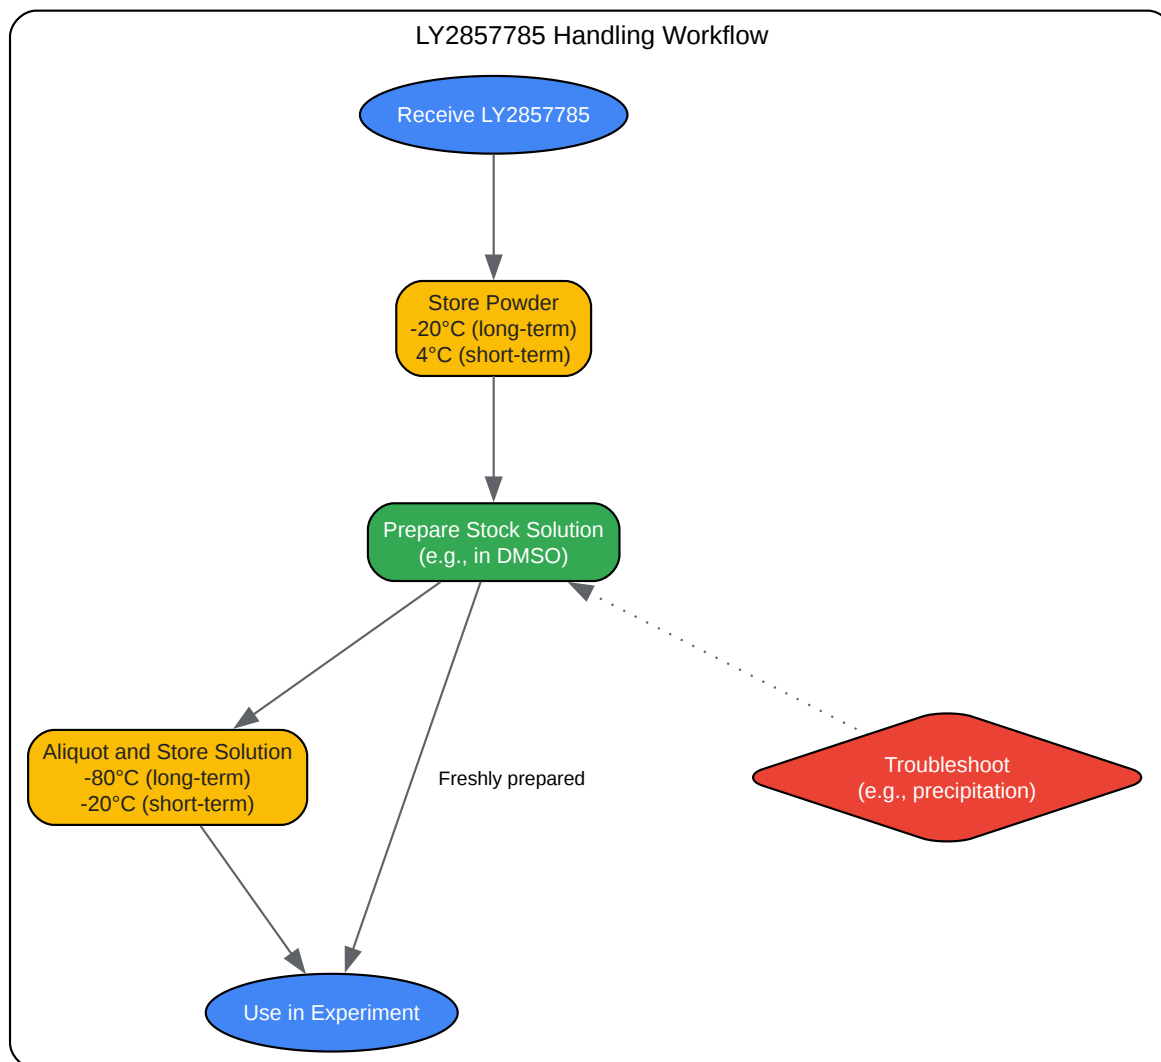 LY2857785 Handling Workflow
Receive LY2857785
Store Powder
-20°C (long-term)
4°C (short-term)
Prepare Stock Solution
(e.g., in DMSO)
Aliquot and Store Solution
-80°C (long-term)
-20°C (short-term)
Freshly prepared
Troubleshoot
(e.g., precipitation)
Use in Experiment